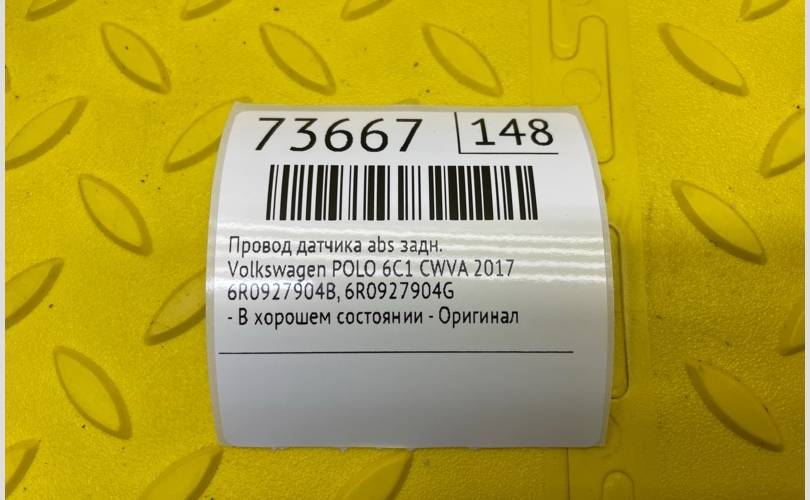 73667 148
Провод датчика abs задн.
Volkswagen POLO 6C1 CWVA 2017
6R0927904B, 6R0927904G
- В хорошем состоянии - Оригинал